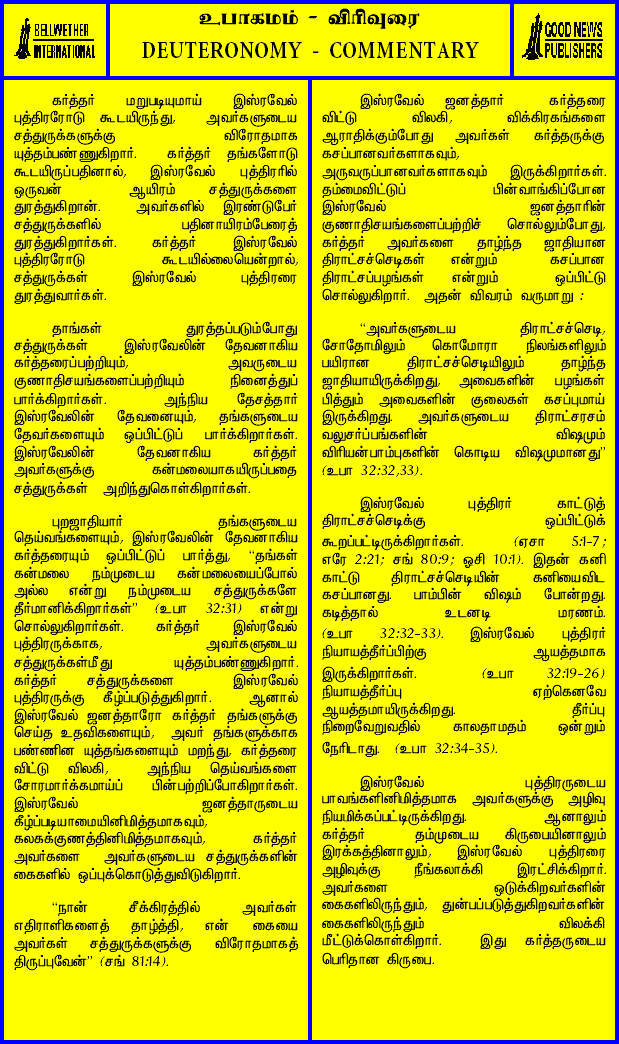 BELLWETHER
INTERNATIONAL
உபாகமம் - விரிவுரை
DEUTERONOMY - COMMENTARY
GOOD NEWS
PUBLISHERS
கர்த்தர் மறுபடியுமாய் இஸ்ரவேல்
புத்திரரோடு கூடயிருந்து, அவர்களுடைய
சத்துருக்களுக்கு விரோதமாக
யுத்தம்பண்ணுகிறார். கர்த்தர் தங்களோடு
கூடயிருப்பதினால், இஸ்ரவேல் புத்திரரில்
ஒருவன் ஆயிரம் சத்துருக்களை
துரத்துகிறான். அவர்களில் இரண்டுபேர்
சத்துருக்களில் பதினாயிரம்பேரைத்
துரத்துகிறார்கள். கர்த்தர் இஸ்ரவேல்
புத்திரரோடு கூடயில்லையென்றால்,
சத்துருக்கள் இஸ்ரவேல் புத்திரரை
துரத்துவார்கள்.
தாங்கள் துரத்தப்படும்போது
சத்துருக்கள் இஸ்ரவேலின் தேவனாகிய
கர்த்தரைப்பற்றியும், அவருடைய
குணாதிசயங்களைப்பற்றியும் நினைத்துப்
பார்க்கிறார்கள். அந்நிய தேசத்தார்
இஸ்ரவேலின் தேவனையும், தங்களுடைய
தேவர்களையும் ஒப்பிட்டுப் பார்க்கிறார்கள்.
இஸ்ரவேலின் தேவனாகிய கர்த்தர்
அவர்களுக்கு கன்மலையாகயிருப்பதை
சத்துருக்கள் அறிந்துகொள்கிறார்கள்.
புறஜாதியார் தங்களுடைய
தெய்வங்களையும், இஸ்ரவேலின் தேவனாகிய
கர்த்தரையும் ஒப்பிட்டுப் பார்த்து, “தங்கள்
கன்மலை நம்முடைய கன்மலையைப்போல்
அல்ல என்று நம்முடைய சத்துருக்களே
தீர்மானிக்கிறார்கள்” (உபா 32:31) என்று
சொல்லுகிறார்கள். கர்த்தர் இஸ்ரவேல்
புத்திரருக்காக, அவர்களுடைய
சத்துருக்கள்மீது யுத்தம்பண்ணுகிறார்.
கர்த்தர் சத்துருக்களை இஸ்ரவேல்
புத்திரருக்கு கீழ்ப்படுத்துகிறார். ஆனால்
இஸ்ரவேல் ஜனத்தாரோ கர்த்தர் தங்களுக்கு
செய்த உதவிகளையும், அவர் தங்களுக்காக
பண்ணின யுத்தங்களையும் மறந்து, கர்த்தரை
விட்டு விலகி, அந்நிய தெய்வங்களை
சோரமார்க்கமாய்ப் பின்பற்றிப்போகிறார்கள்.
இஸ்ரவேல் ஜனத்தாருடைய
கீழ்ப்படியாமையினிமித்தமாகவும்,
கலகக்குணத்தினிமித்தமாகவும், கர்த்தர்
அவர்களை அவர்களுடைய சத்துருக்களின்
கைகளில் ஒப்புக்கொடுத்துவிடுகிறார்.
“நான் சீக்கிரத்தில் அவர்கள்
எதிராளிகளைத் தாழ்த்தி, என் கையை
அவர்கள் சத்துருக்களுக்கு விரோதமாகத்
திருப்புவேன்” (சங் 81:14).
இஸ்ரவேல் ஜனத்தார் கர்த்தரை
விட்டு விலகி, விக்கிரகங்களை
ஆராதிக்கும்போது அவர்கள் கர்த்தருக்கு
கசப்பானவர்களாகவும்,
அருவருப்பானவர்களாகவும் இருக்கிறார்கள்.
தம்மைவிட்டுப் பின்வாங்கிப்போன
இஸ்ரவேல் ஜனத்தாரின்
குணாதிசயங்களைப்பற்றிச் சொல்லும்போது,
கர்த்தர் அவர்களை தாழ்ந்த ஜாதியான
திராட்சச்செடிகள் என்றும் கசப்பான
திராட்சப்பழங்கள் என்றும் ஒப்பிட்டு
சொல்லுகிறார். அதன் விவரம் வருமாறு :
“அவர்களுடைய திராட்சச்செடி,
சோதோமிலும் கொமோரா நிலங்களிலும்
பயிரான திராட்சச்செடியிலும் தாழ்ந்த
ஜாதியாயிருக்கிறது, அவைகளின் பழங்கள்
பித்தும் அவைகளின் குலைகள் கசப்புமாய்
இருக்கிறது. அவர்களுடைய திராட்சரசம்
வலுசர்ப்பங்களின் விஷமும்
விரியன்பாம்புகளின் கொடிய விஷமுமானது”
(உபா 32:32,33).
இஸ்ரவேல் புத்திரர் காட்டுத்
திராட்சச்செடிக்கு ஒப்பிட்டுக்
கூறப்பட்டிருக்கிறார்கள். (ஏசா 5:1-7;
எரே 2:21; சங் 80:9; ஒசி 10:1). இதன் கனி
காட்டு திராட்சச்செடியின் கனியைவிட
கசப்பானது. பாம்பின் விஷம் போன்றது.
கடித்தால் உடனடி மரணம்.
(உபா 32:32-33). இஸ்ரவேல் புத்திரர்
நியாயத்தீர்ப்பிற்கு ஆயத்தமாக
இருக்கிறார்கள். (உபா 32:19-26)
நியாயத்தீர்ப்பு ஏற்கெனவே
ஆயத்தமாயிருக்கிறது. தீர்ப்பு
நிறைவேறுவதில் காலதாமதம் ஒன்றும்
நேரிடாது. (உபா 32:34-35).
இஸ்ரவேல் புத்திரருடைய
பாவங்களினிமித்தமாக அவர்களுக்கு அழிவு
நியமிக்கப்பட்டிருக்கிறது. ஆனாலும்
கர்த்தர் தம்முடைய கிருபையினாலும்
இரக்கத்தினாலும், இஸ்ரவேல் புத்திரரை
அழிவுக்கு நீங்கலாக்கி இரட்சிக்கிறார்.
அவர்களை ஒடுக்கிறவர்களின்
கைகளிலிருந்தும், துன்பப்படுத்துகிறவர்களின்
கைகளிலிருந்தும் விலக்கி
மீட்டுக்கொள்கிறார். இது கர்த்தருடைய
பெரிதான கிருபை.